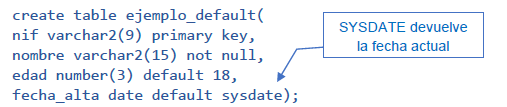 create table ejemplo_default(
nif varchar2(9) primary key,
nombre varchar2(15) not null,
edad number(3) default 18,
fecha_alta date default sysdate);
SYSDATE devuelve
la fecha actual